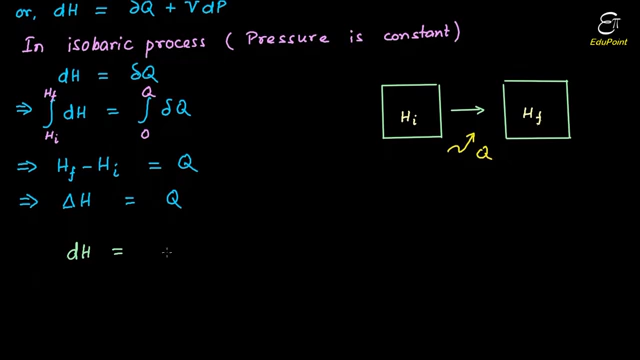 or, dH = ∂Q + VdP
επ
EduPoint
In isobaric process ( Pressure is constant)
dH = δQ
⇒ ∫_{Hi}^{Hf} dH = ∫_{0}^{Q} δQ
Hi → Hf
Q
⇒ Hf - Hi = Q
⇒ ΔH = Q
dH =